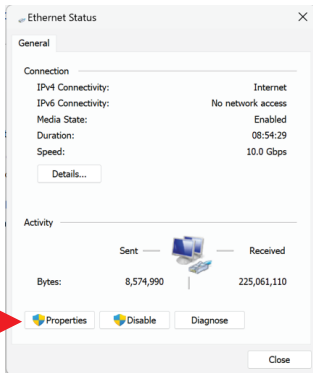 Ethernet Status
General
Connection
IPv4 Connectivity: Internet
IPv6 Connectivity: No network access
Media State: Enabled
Duration: 08:54:29
Speed: 10.0 Gbps
Details...
Activity
Sent Received
Bytes: 8,574,990 225,061,110
Properties Disable Diagnose
Close